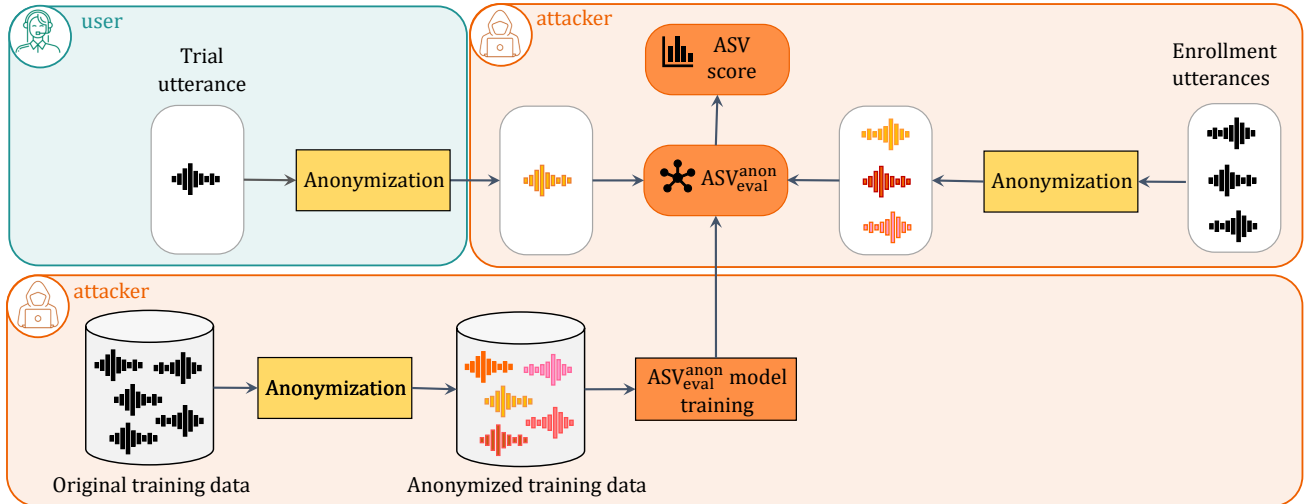 user
attacker
Trial
utterance
ASV
score
Enrollment
utterances
Anonymization
ASV^anon_eval
Anonymization
attacker
Anonymization
ASV^anon_eval model
training
Original training data
Anonymized training data